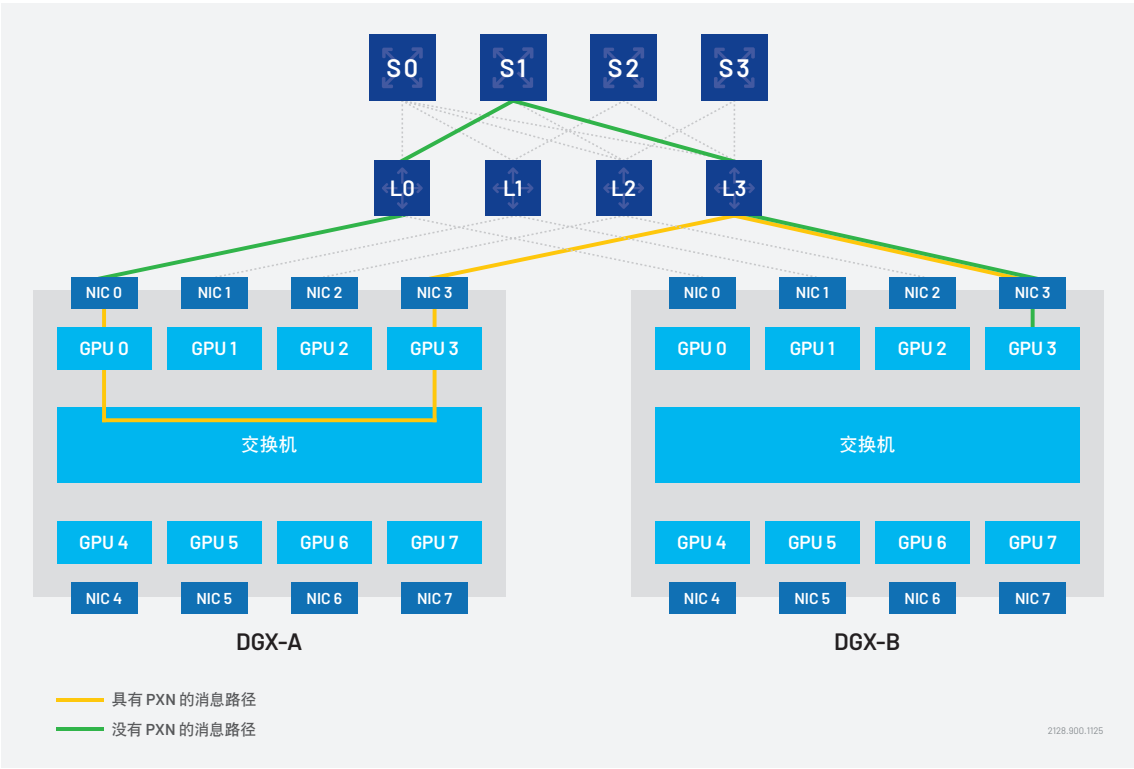 S0 S1 S2 S3
L0 L1 L2 L3
NIC 0 NIC 1 NIC 2 NIC 3 NIC 0 NIC 1 NIC 2 NIC 3
GPU 0 GPU 1 GPU 2 GPU 3 GPU 0 GPU 1 GPU 2 GPU 3
交换机 交换机
GPU 4 GPU 5 GPU 6 GPU 7 GPU 4 GPU 5 GPU 6 GPU 7
NIC 4 NIC 5 NIC 6 NIC 7 NIC 4 NIC 5 NIC 6 NIC 7
DGX-A DGX-B
具有 PXN 的消息路径
没有 PXN 的消息路径
2128.900.1125